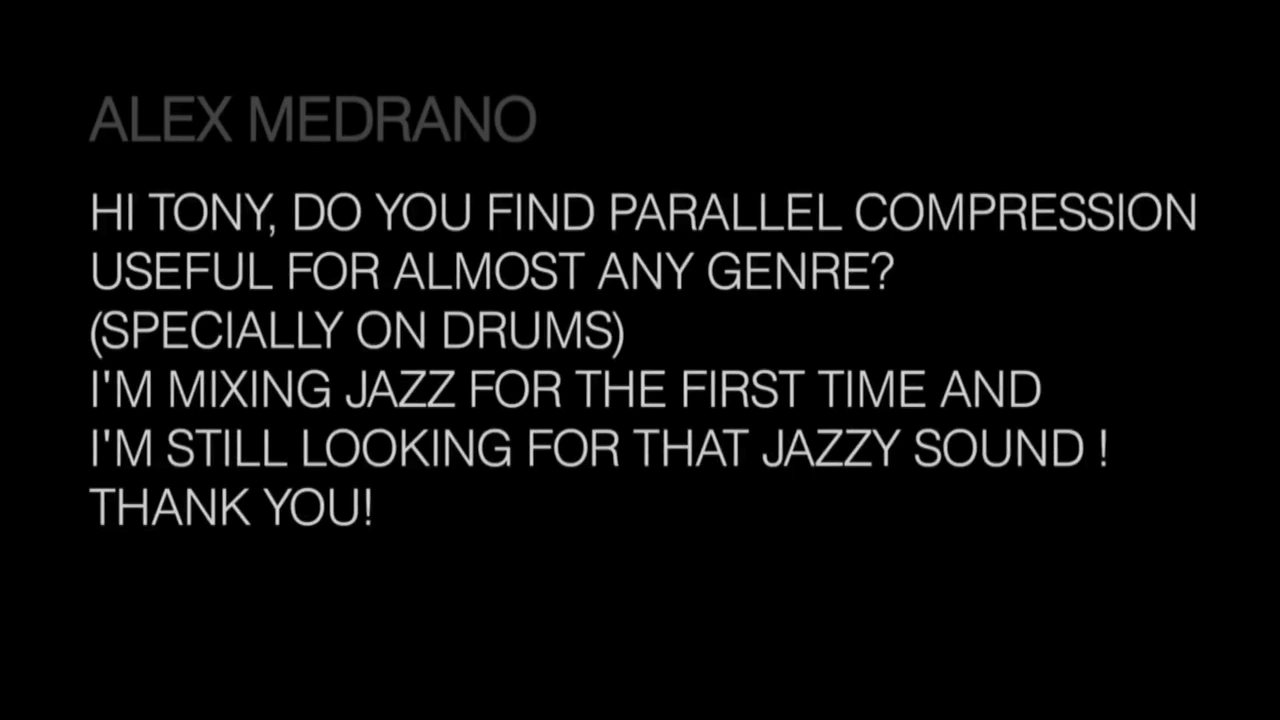 ALEX MEDRANO
HI TONY, DO YOU FIND PARALLEL COMPRESSION
USEFUL FOR ALMOST ANY GENRE?
(SPECIALLY ON DRUMS)
I'M MIXING JAZZ FOR THE FIRST TIME AND
I'M STILL LOOKING FOR THAT JAZZY SOUND !
THANK YOU!